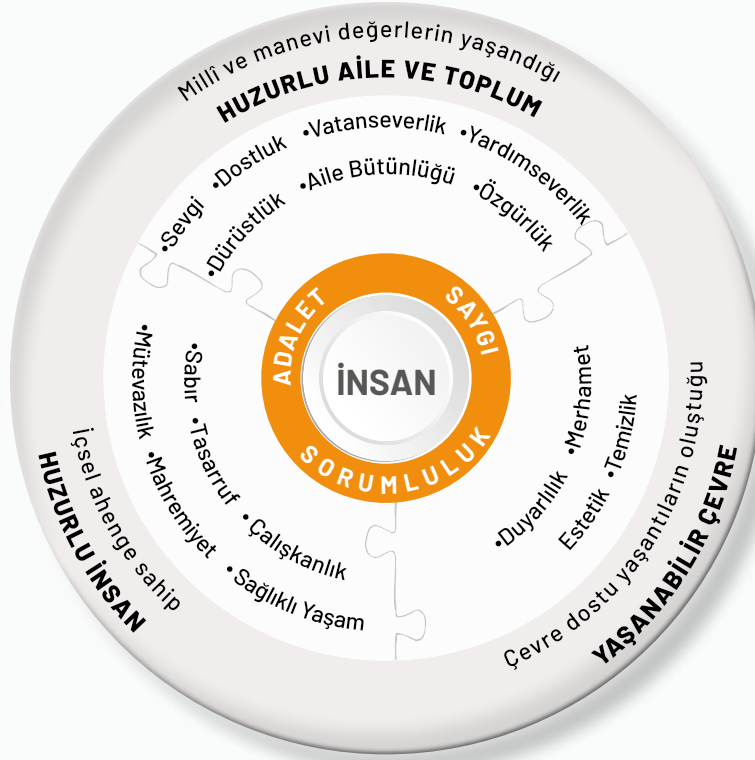 Millî ve manevi değerlerin yaşandığı
HUZURLU AİLE VE TOPLUM
•Sevgi •Dostluk •Vatanseverlik •Yardımseverlik
•Dürüstlük •Aile Bütünlüğü •Özgürlük
ADALET
SAYGI
SORUMLULUK
İNSAN
•Mütevazılık •Mahremiyet •Sağlıklı Yaşam
•Sabır •Tasarruf •Çalışkanlık
İçsel ahenge sahip
HUZURLU İNSAN
•Duyarlılık •Merhamet
Estetik •Temizlik
Çevre dostu yaşantıların oluştuğu
YAŞANABİLİR ÇEVRE